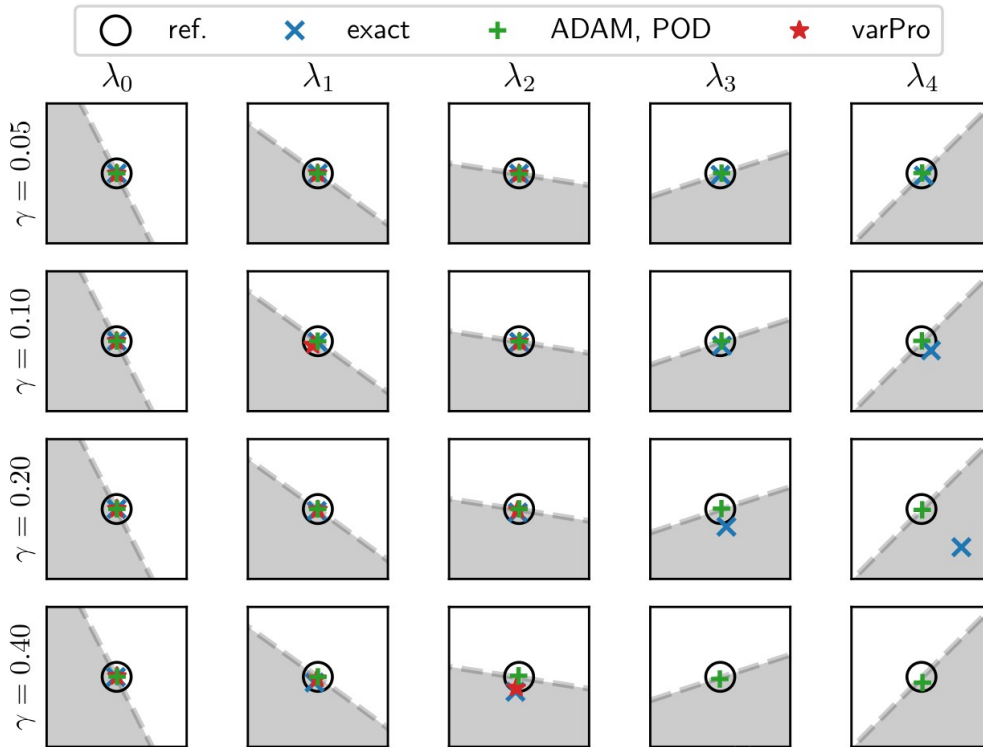 ref. exact ADAM, POD varPro
λ₀ λ₁ λ₂ λ₃ λ₄
γ = 0.05
γ = 0.10
γ = 0.20
γ = 0.40